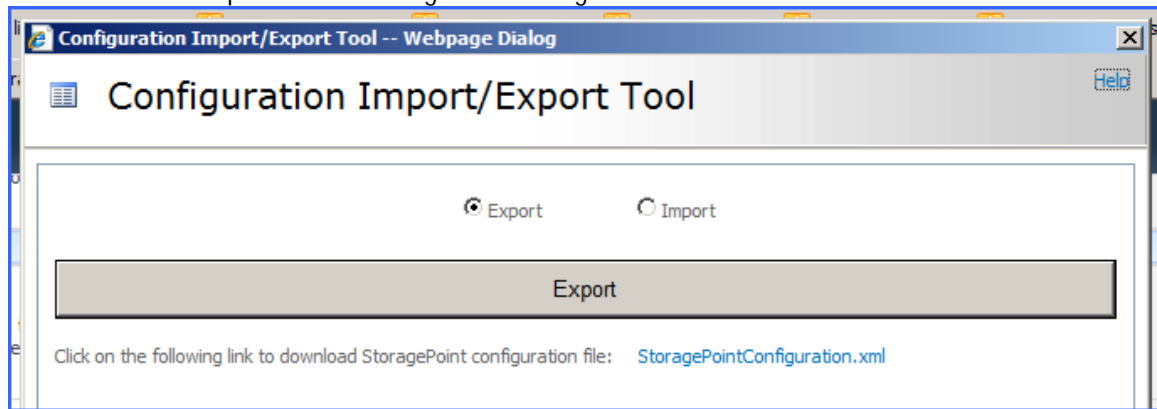 Configuration Import/Export Tool -- Webpage Dialog
Help
Configuration Import/Export Tool
Export Import
Export
Click on the following link to download StoragePoint configuration file: StoragePointConfiguration.xml